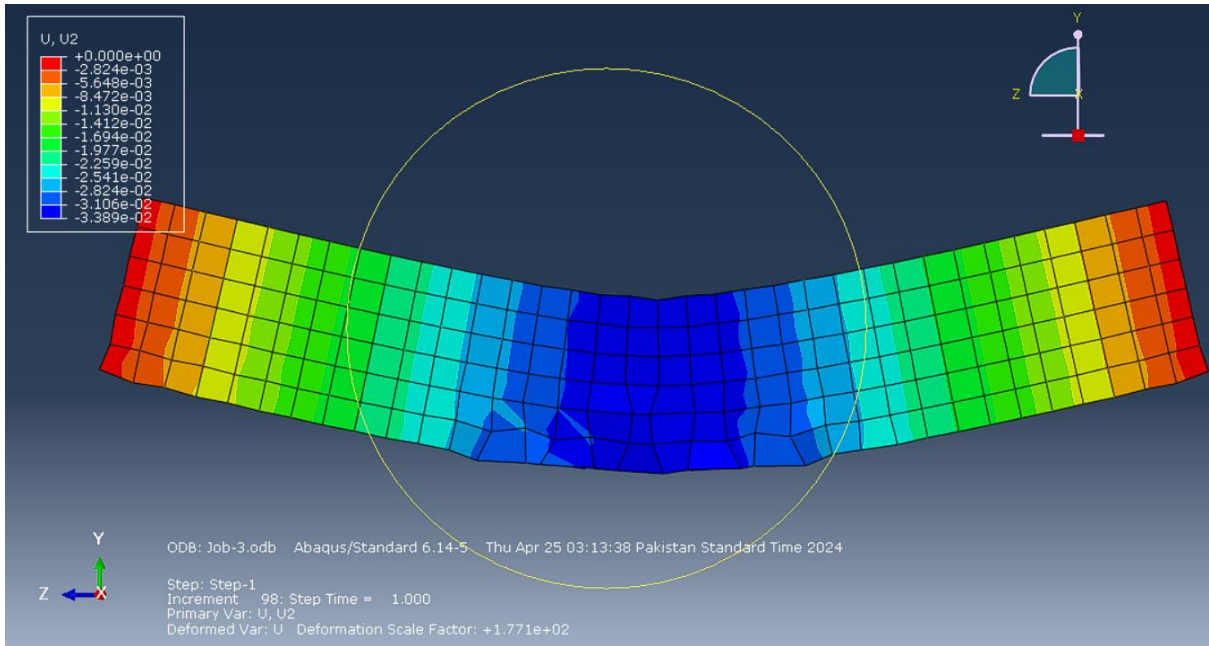 U, U2
+0.000e+00
-2.824e-03
-5.648e-03
-8.472e-03
-1.130e-02
-1.412e-02
-1.694e-02
-1.977e-02
-2.259e-02
-2.541e-02
-2.824e-02
-3.106e-02
-3.389e-02
Y
Z X
Y
Z X
ODB: Job-3.odb Abaqus/Standard 6.14-5 Thu Apr 25 03:13:38 Pakistan Standard Time 2024
Step: Step-1
Increment 98: Step Time = 1.000
Primary Var: U, U2
Deformed Var: U Deformation Scale Factor: +1.771e+02